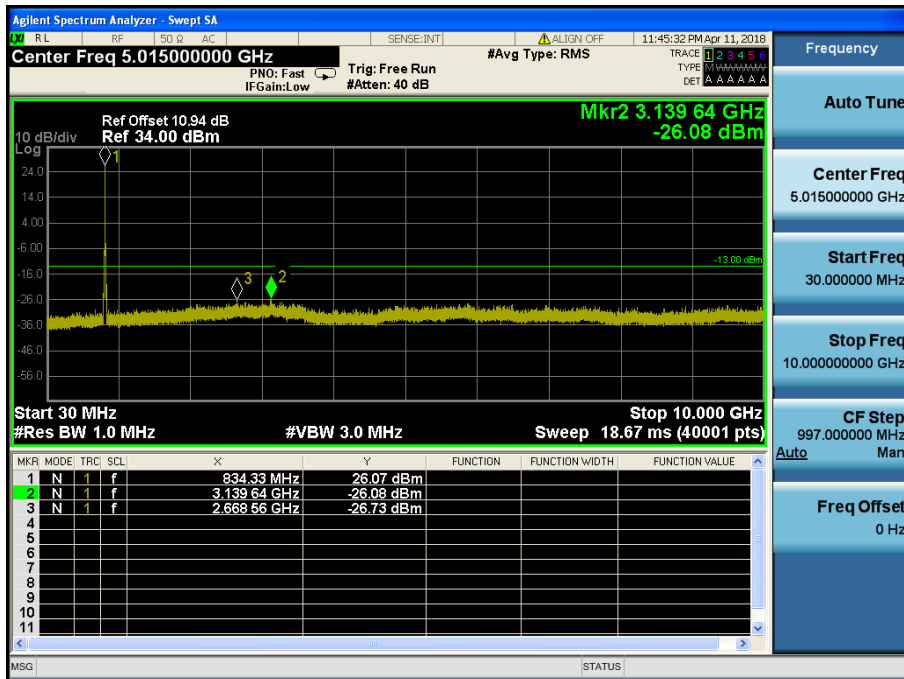 Agilent Spectrum Analyzer - Swept SA
LXI RL RF 50 Ω AC SENSE:INT ALIGN OFF 11:45:32 PM Apr 11, 2018
Center Freq 5.015000000 GHz #Avg Type: RMS TRACE 1 2 3 4 5 6
PNO: Fast Trig: Free Run TYPE M WWWWW
IFGain:Low #Atten: 40 dB DET A A A A A A
Mkr2 3.139 64 GHz
Ref Offset 10.94 dB
10 dB/div Ref 34.00 dBm -26.08 dBm
Log
1
24.0
14.0
4.00
-6.00
-13.00 dBm
-16.0
3 2
-26.0
-36.0
-46.0
-56.0
Start 30 MHz Stop 10.000 GHz
#Res BW 1.0 MHz #VBW 3.0 MHz Sweep 18.67 ms (40001 pts)
MKR MODE TRC SCL X Y FUNCTION FUNCTION WIDTH FUNCTION VALUE
1 N 1 f 834.33 MHz 26.07 dBm
2 N 1 f 3.139 64 GHz -26.08 dBm
3 N 1 f 2.668 56 GHz -26.73 dBm
4
5
6
7
8
9
10
11
MSG STATUS
Frequency
Auto Tune
Center Freq
5.015000000 GHz
Start Freq
30.000000 MHz
Stop Freq
10.000000000 GHz
CF Step
997.000000 MHz
Auto Man
Freq Offset
0 Hz